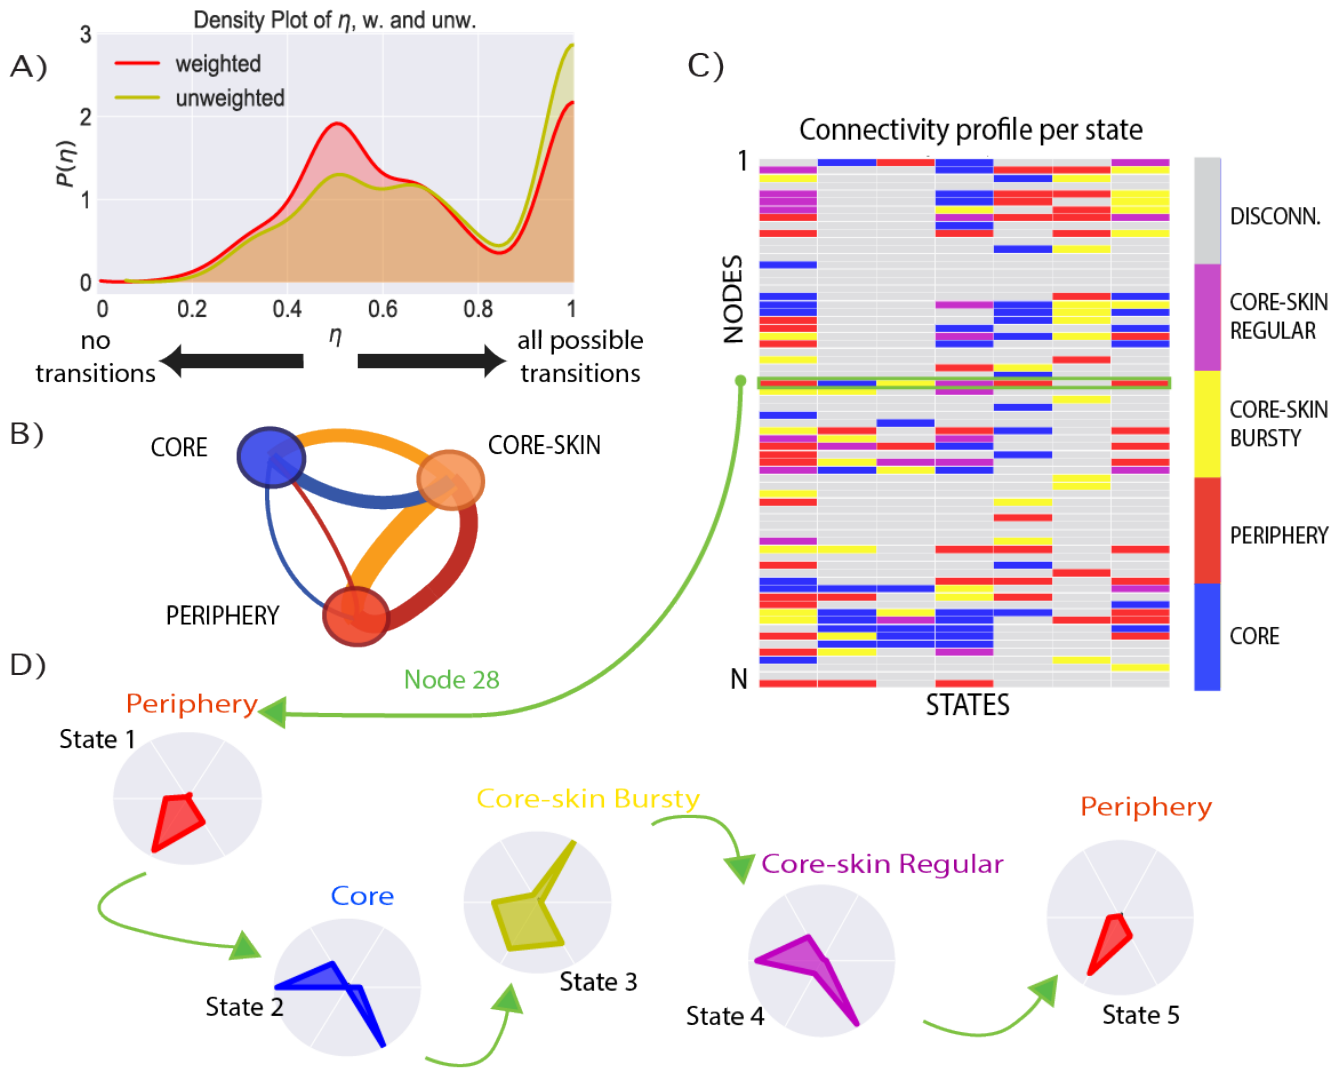 A)
Density Plot of η, w. and unw.
weighted
unweighted
P(η)
3
2
1
0
0
0.2
0.4
0.6
0.8
1
η
no
transitions
all possible
transitions
B)
CORE
CORE-SKIN
PERIPHERY
C)
Connectivity profile per state
1
NODES
N
STATES
DISCONN.
CORE-SKIN
REGULAR
CORE-SKIN
BURSTY
PERIPHERY
CORE
D)
Node 28
Periphery
State 1
Core
State 2
Core-skin Bursty
State 3
Core-skin Regular
State 4
Periphery
State 5